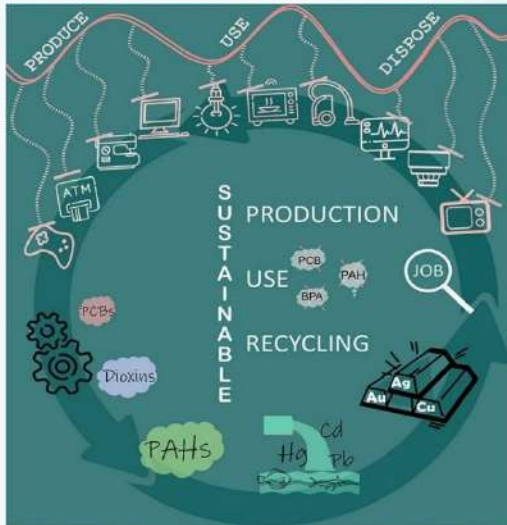 PRODUCE
USE
DISPOSE
ATM
SUSTAINABLE
PRODUCTION
USE
PCB
PAH
BPA
RECYCLING
JOB
PCBs
Dioxins
PAHs
Cd
Hg
Pb
Ag
Au
Cu